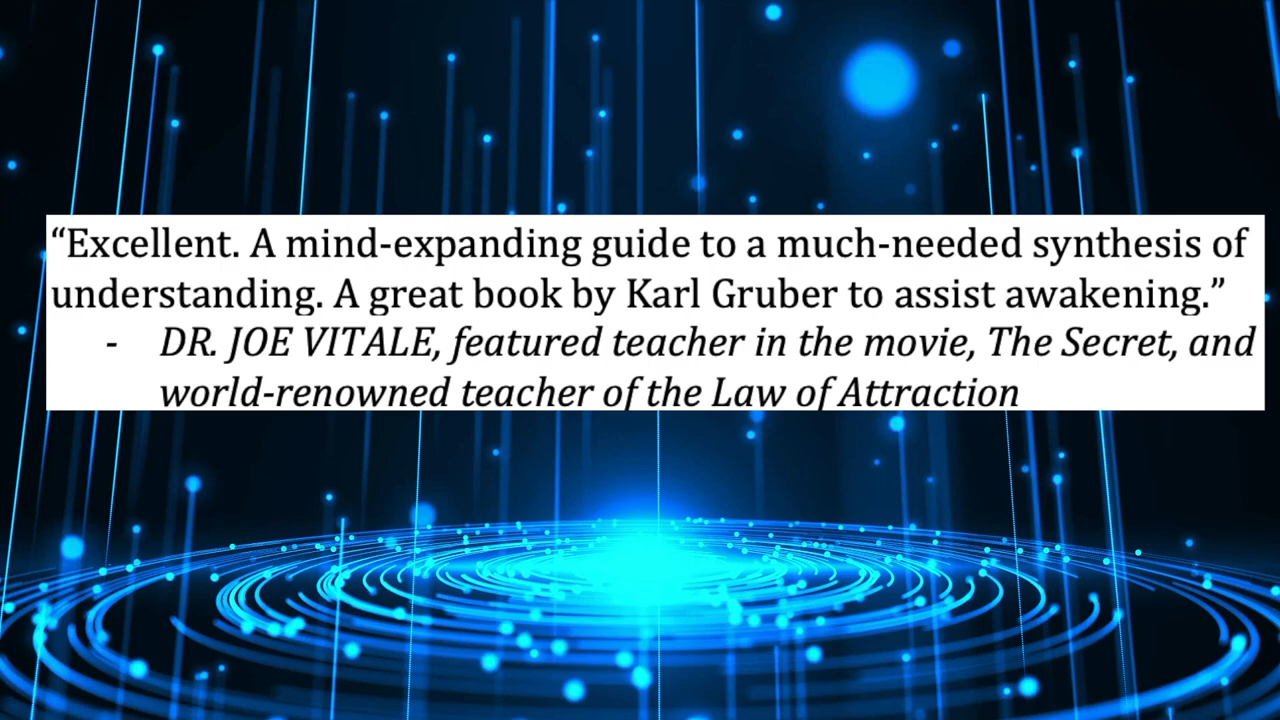 “Excellent. A mind-expanding guide to a much-needed synthesis of
understanding. A great book by Karl Gruber to assist awakening.”
- DR. JOE VITALE, featured teacher in the movie, The Secret, and
world-renowned teacher of the Law of Attraction